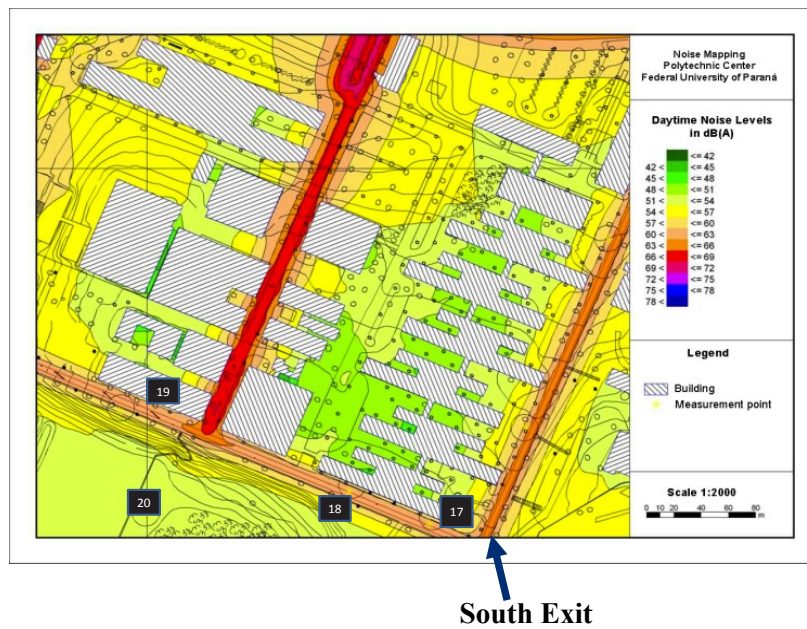 Noise Mapping
Polytechnic Center
Federal University of Paraná
Daytime Noise Levels
in dB(A)
<= 42
42 < <= 45
45 < <= 48
48 < <= 51
51 < <= 54
54 < <= 57
57 < <= 60
60 < <= 63
63 < <= 66
66 < <= 69
69 < <= 72
72 < <= 75
75 < <= 78
78 <
Legend
Building
Measurement point
Scale 1:2000
0 10 20 40 60 80
m
19
20
18
17
South Exit